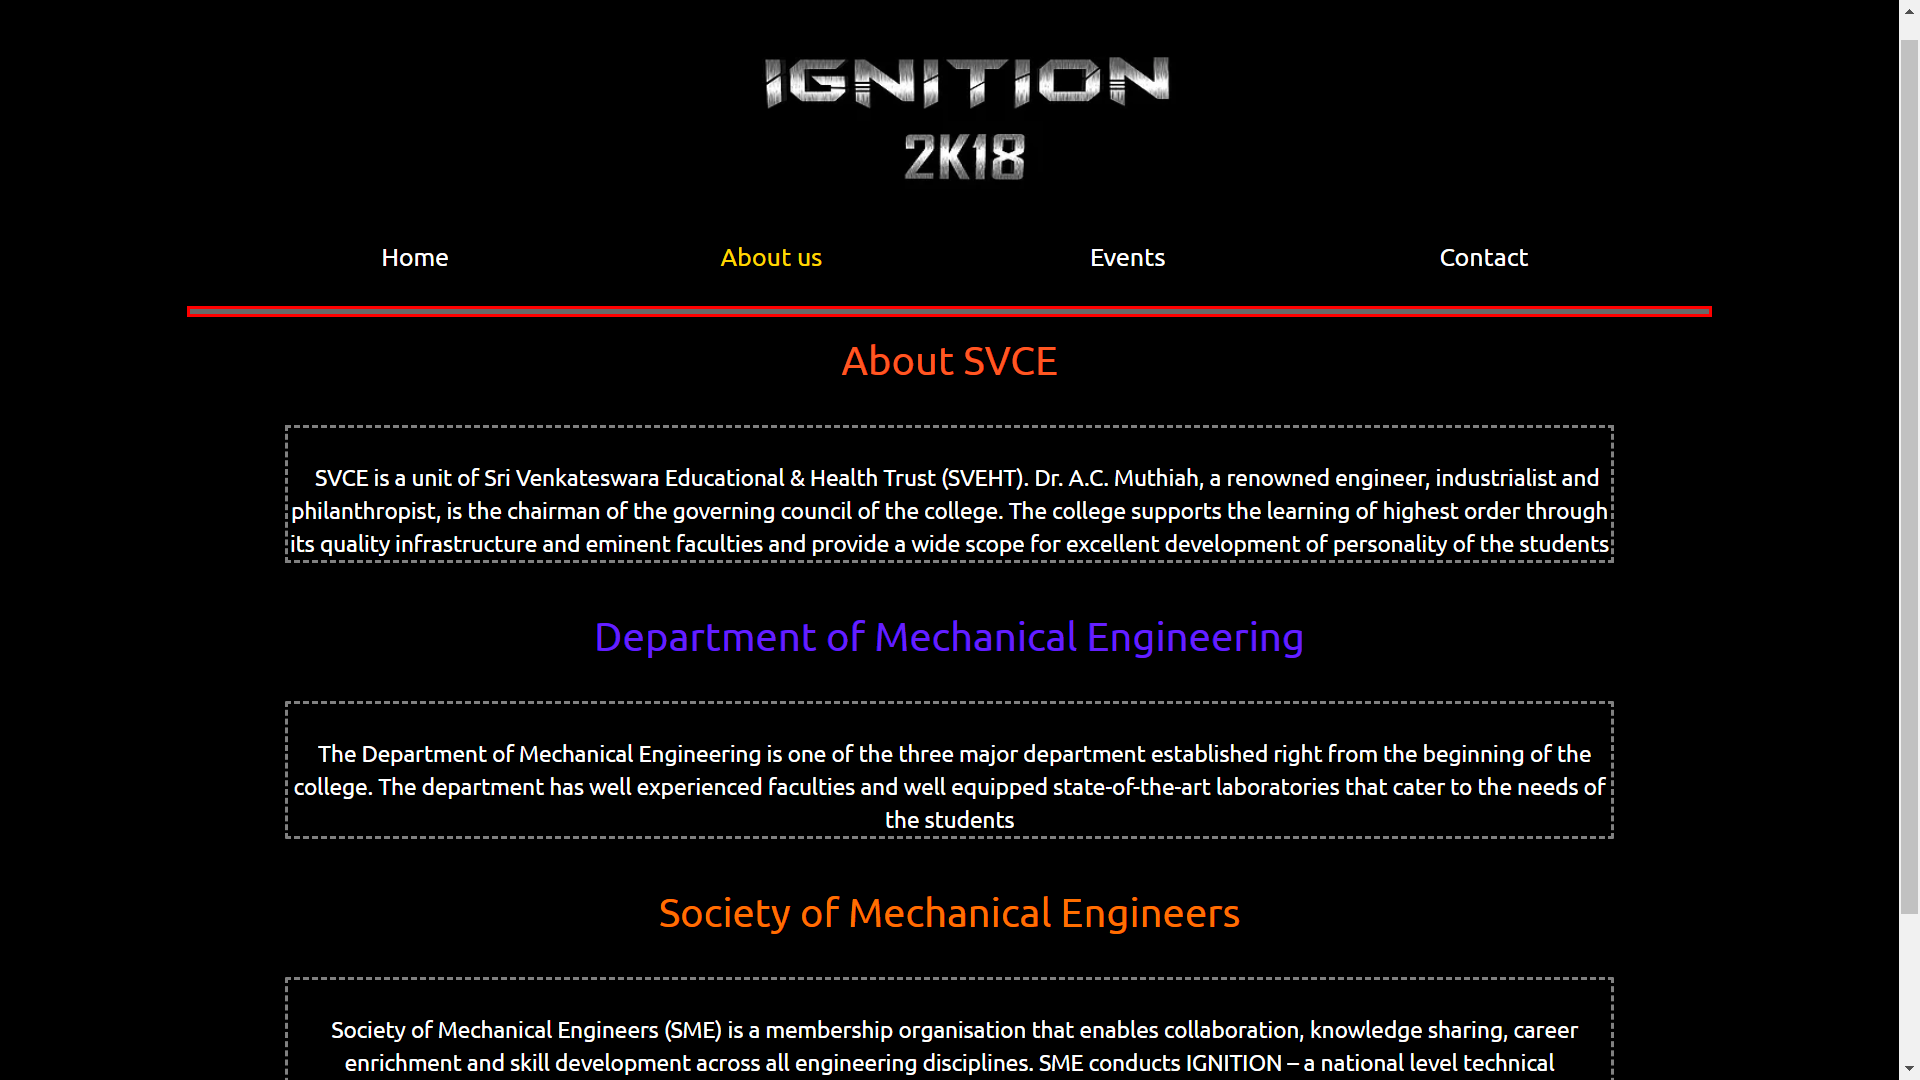 IGNITION
2K18
Home About us Events Contact
About SVCE
SVCE is a unit of Sri Venkateswara Educational & Health Trust (SVEHT). Dr. A.C. Muthiah, a renowned engineer, industrialist and
philanthropist, is the chairman of the governing council of the college. The college supports the learning of highest order through
its quality infrastructure and eminent faculties and provide a wide scope for excellent development of personality of the students
Department of Mechanical Engineering
The Department of Mechanical Engineering is one of the three major department established right from the beginning of the
college. The department has well experienced faculties and well equipped state-of-the-art laboratories that cater to the needs of
the students
Society of Mechanical Engineers
Society of Mechanical Engineers (SME) is a membership organisation that enables collaboration, knowledge sharing, career
enrichment and skill development across all engineering disciplines. SME conducts IGNITION – a national level technical